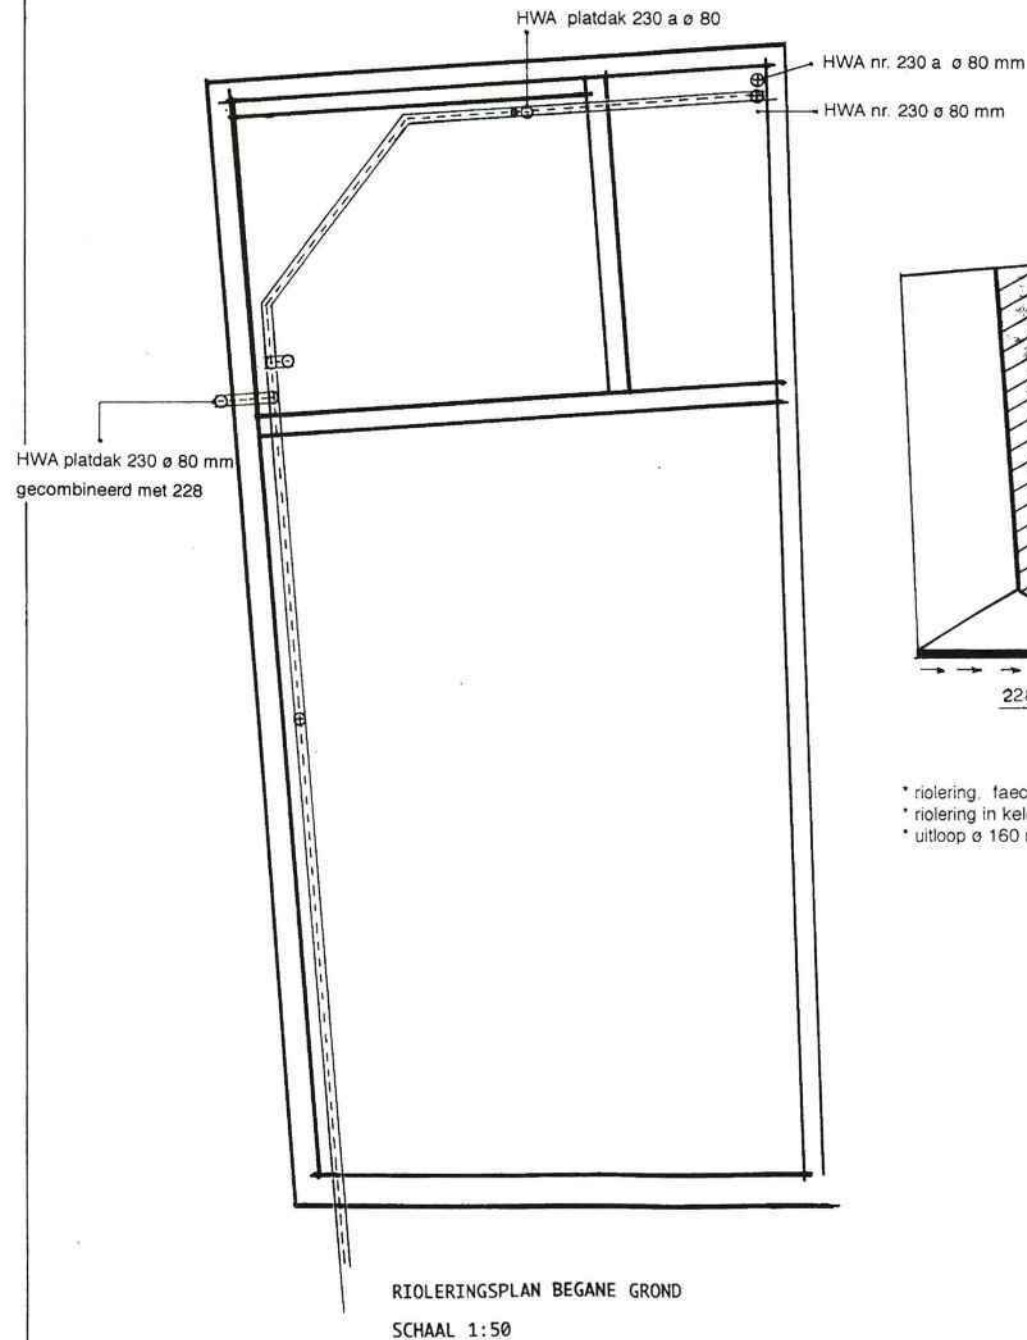 HWA platdak 230 a ø 80
HWA nr. 230 a ø 80 mm
HWA nr. 230 ø 80 mm
HWA platdak 230 ø 80 mm
gecombineerd met 228
* riolering, faec
* riolering in kel
* uitloop ø 160
RIOLERINGSPLAN BEGANE GROND
SCHAAL 1:50